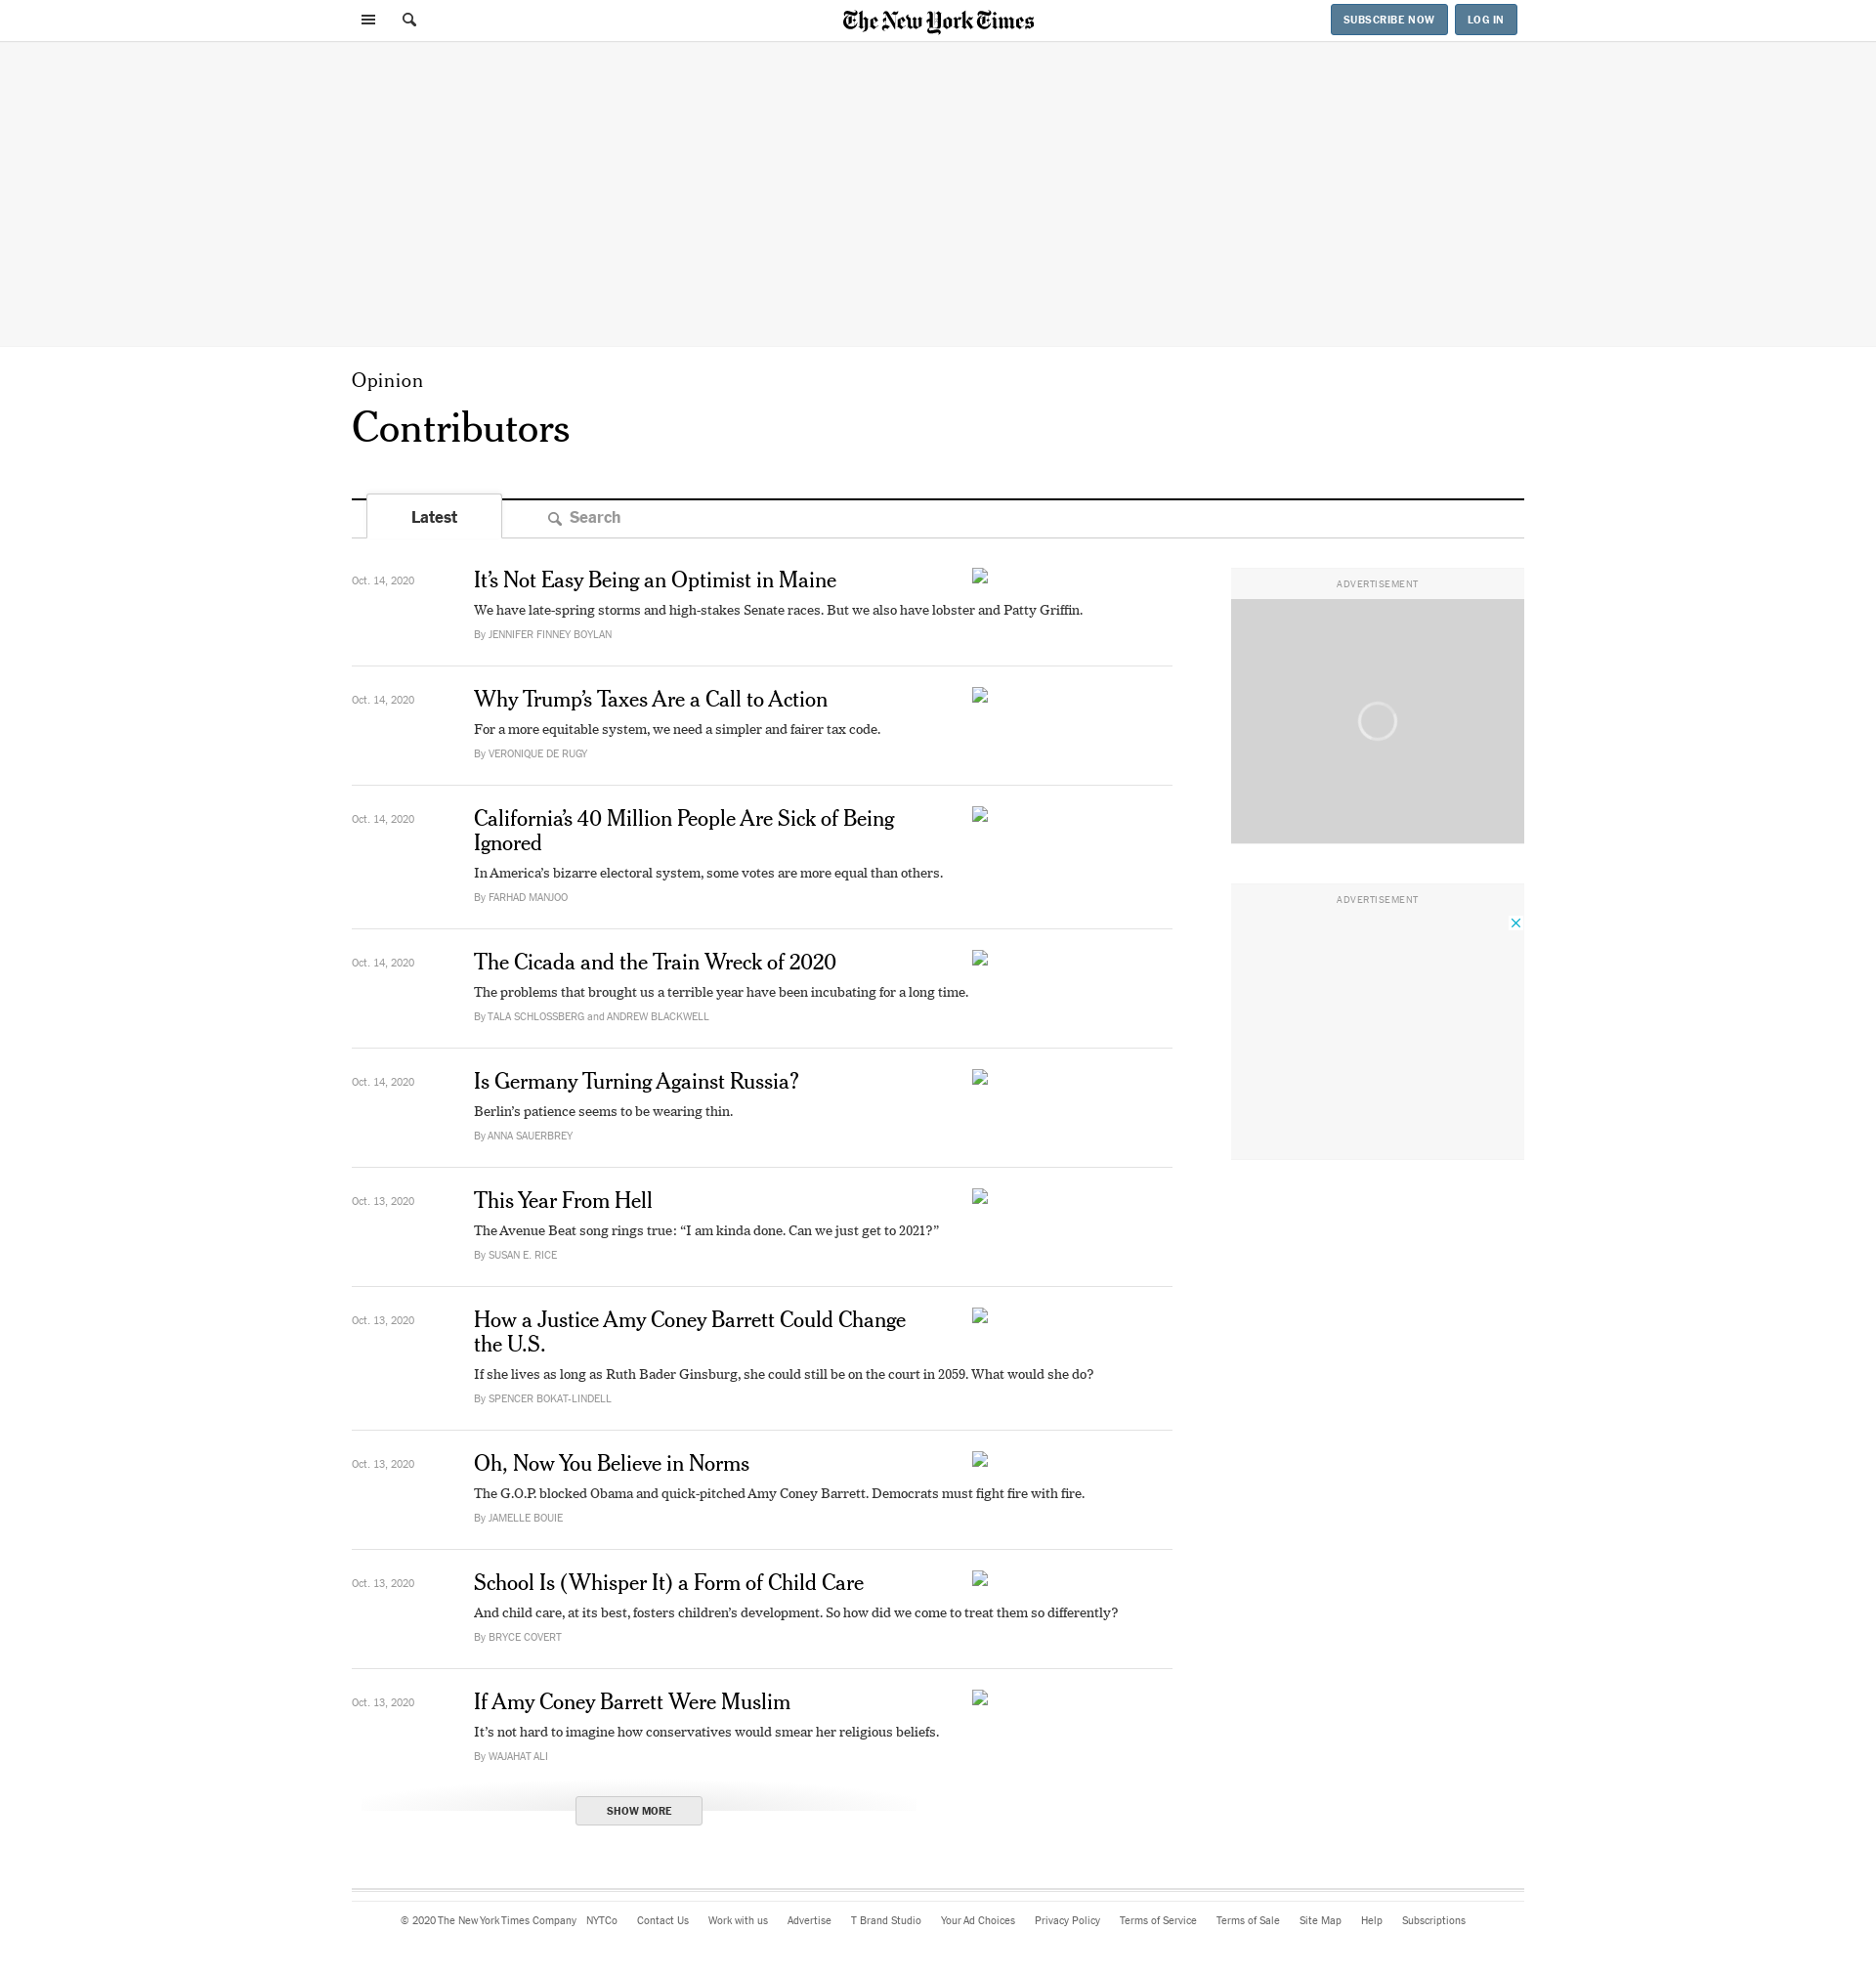 The New York Times
SUBSCRIBE NOW
LOG IN
Opinion
Contributors
Latest
Search
Oct. 14, 2020
It’s Not Easy Being an Optimist in Maine
We have late-spring storms and high-stakes Senate races. But we also have lobster and Patty Griffin.
By JENNIFER FINNEY BOYLAN
Oct. 14, 2020
Why Trump’s Taxes Are a Call to Action
For a more equitable system, we need a simpler and fairer tax code.
By VERONIQUE DE RUGY
Oct. 14, 2020
California’s 40 Million People Are Sick of Being
Ignored
In America’s bizarre electoral system, some votes are more equal than others.
By FARHAD MANJOO
Oct. 14, 2020
The Cicada and the Train Wreck of 2020
The problems that brought us a terrible year have been incubating for a long time.
By TALA SCHLOSSBERG and ANDREW BLACKWELL
Oct. 14, 2020
Is Germany Turning Against Russia?
Berlin’s patience seems to be wearing thin.
By ANNA SAUERBREY
Oct. 13, 2020
This Year From Hell
The Avenue Beat song rings true: “I am kinda done. Can we just get to 2021?”
By SUSAN E. RICE
Oct. 13, 2020
How a Justice Amy Coney Barrett Could Change
the U.S.
If she lives as long as Ruth Bader Ginsburg, she could still be on the court in 2059. What would she do?
By SPENCER BOKAT-LINDELL
Oct. 13, 2020
Oh, Now You Believe in Norms
The G.O.P. blocked Obama and quick-pitched Amy Coney Barrett. Democrats must fight fire with fire.
By JAMELLE BOUIE
Oct. 13, 2020
School Is (Whisper It) a Form of Child Care
And child care, at its best, fosters children’s development. So how did we come to treat them so differently?
By BRYCE COVERT
Oct. 13, 2020
If Amy Coney Barrett Were Muslim
It’s not hard to imagine how conservatives would smear her religious beliefs.
By WAJAHAT ALI
SHOW MORE
ADVERTISEMENT
ADVERTISEMENT
© 2020 The New York Times Company NYTCo Contact Us Work with us Advertise T Brand Studio Your Ad Choices Privacy Policy Terms of Service Terms of Sale Site Map Help Subscriptions